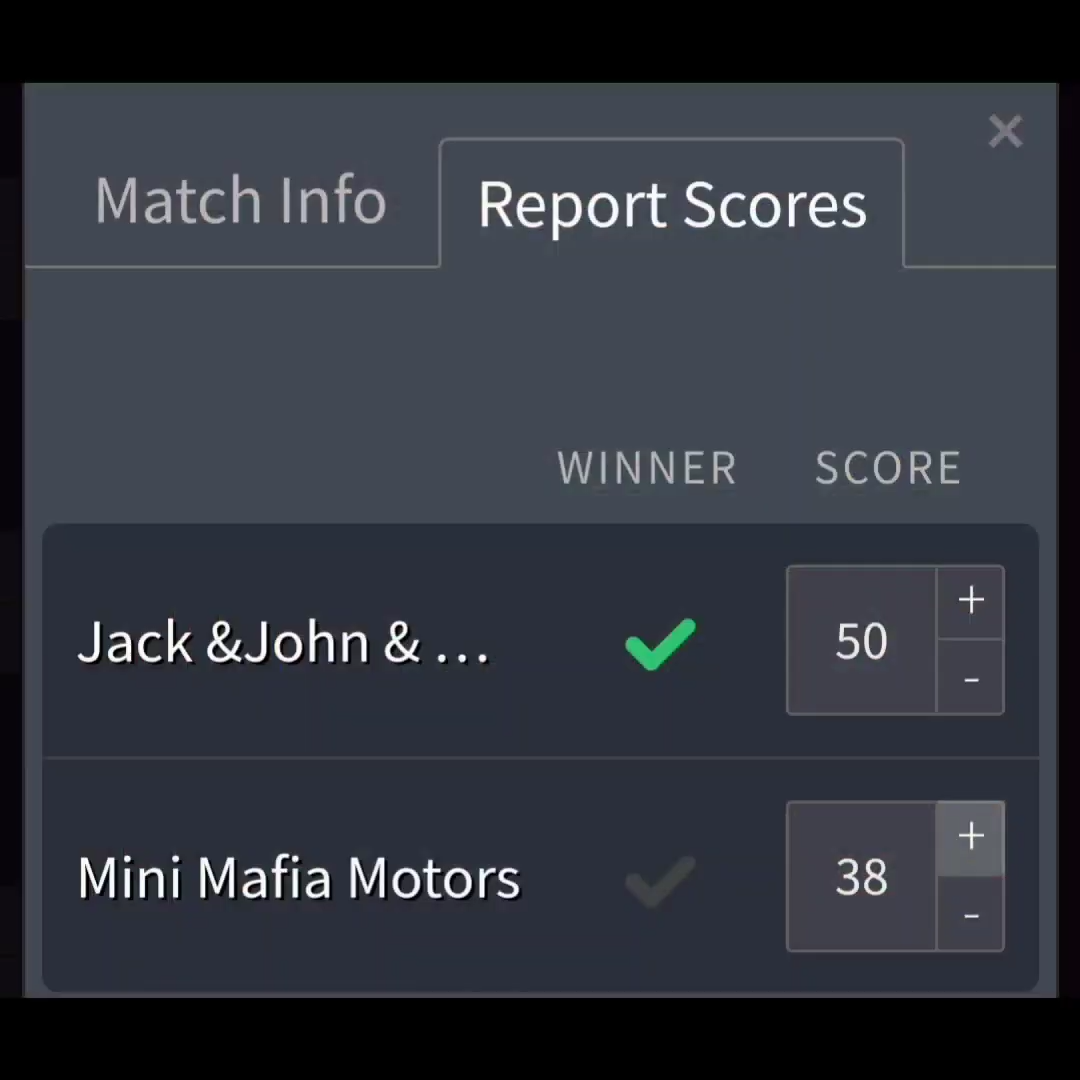 Match Info
Report Scores
×
WINNER SCORE
Jack &John & ... 50
+
-
Mini Mafia Motors 38
+
-